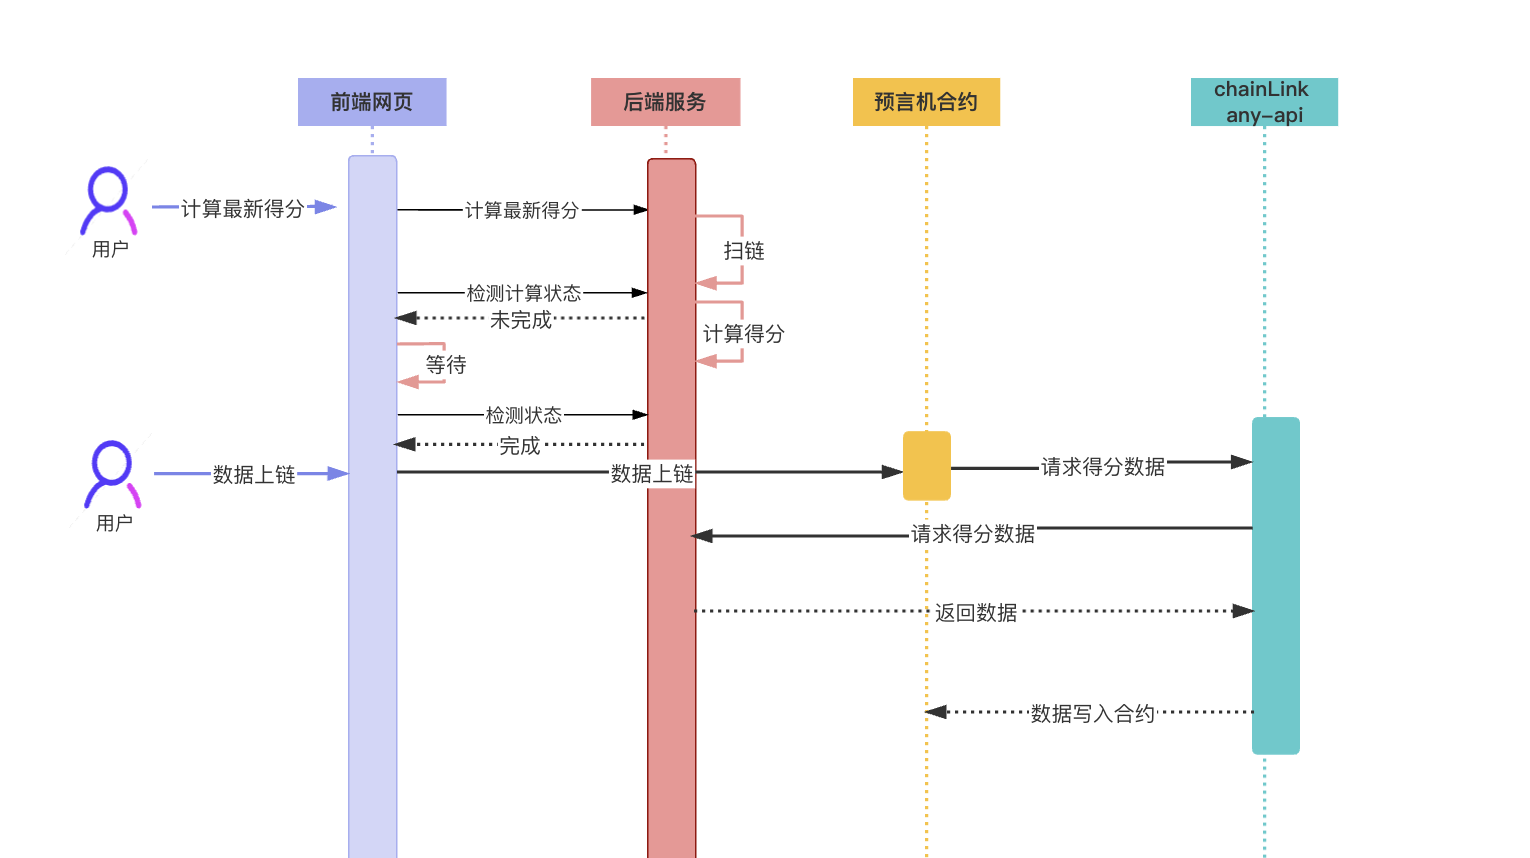 前端网页
后端服务
预言机合约
chainLink
any-api
计算最新得分
计算最新得分
用户
扫链
检测计算状态
未完成
计算得分
等待
检测状态
完成
数据上链
数据上链
请求得分数据
用户
请求得分数据
返回数据
数据写入合约